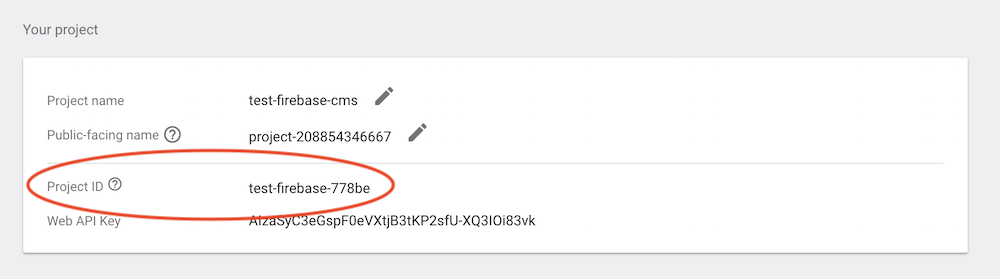 Your project
Project name test-firebase-cms
Public-facing name ? project-208854346667
Project ID ? test-firebase-778be
Web API Key AIzaSyC3eGspF0eVXtjB3tKP2sfU-XQ3IOi83vk